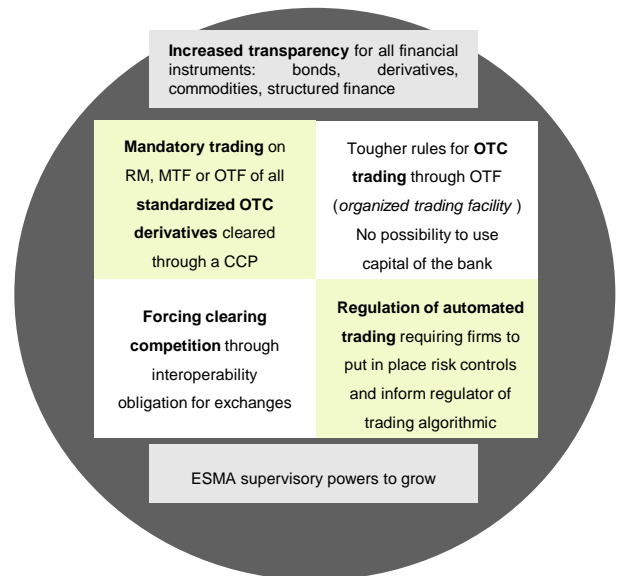 Increased transparency for all financial
instruments: bonds, derivatives,
commodities, structured finance
Mandatory trading on
RM, MTF or OTF of all
standardized OTC
derivatives cleared
through a CCP
Tougher rules for OTC
trading through OTF
(organized trading facility )
No possibility to use
capital of the bank
Forcing clearing
competition through
interoperability
obligation for exchanges
Regulation of automated
trading requiring firms to
put in place risk controls
and inform regulator of
trading algorithmic
ESMA supervisory powers to grow